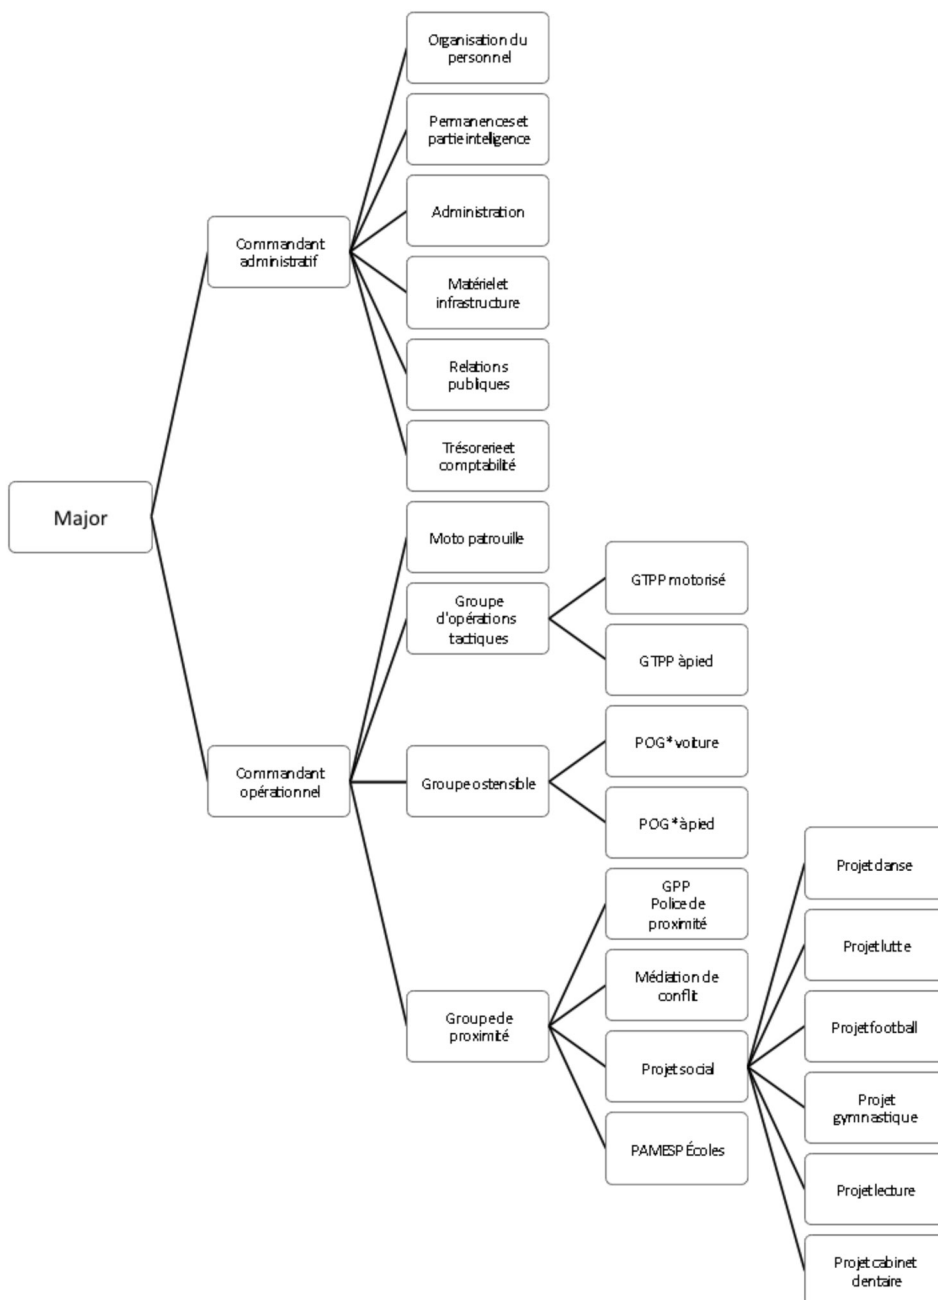 Organisation du
personnel
Permanences et
partie intelligence
Administration
Commandant
administratif
Matériel et
infrastructure
Relations
publiques
Trésorerie et
comptabilité
Major
Moto patrouille
Groupe
d'opérations
tactiques
GTPP motorisé
GTPP à pied
Commandant
opérationnel
Groupe ostensible
POG* voiture
POG* à pied
Groupe de
proximité
GPP
Police de
proximité
Médiation de
conflit
Projet social
PAMESP Écoles
Projet danse
Projet lutte
Projet football
Projet
gymnastique
Projet lecture
Projet cabinet
dentaire